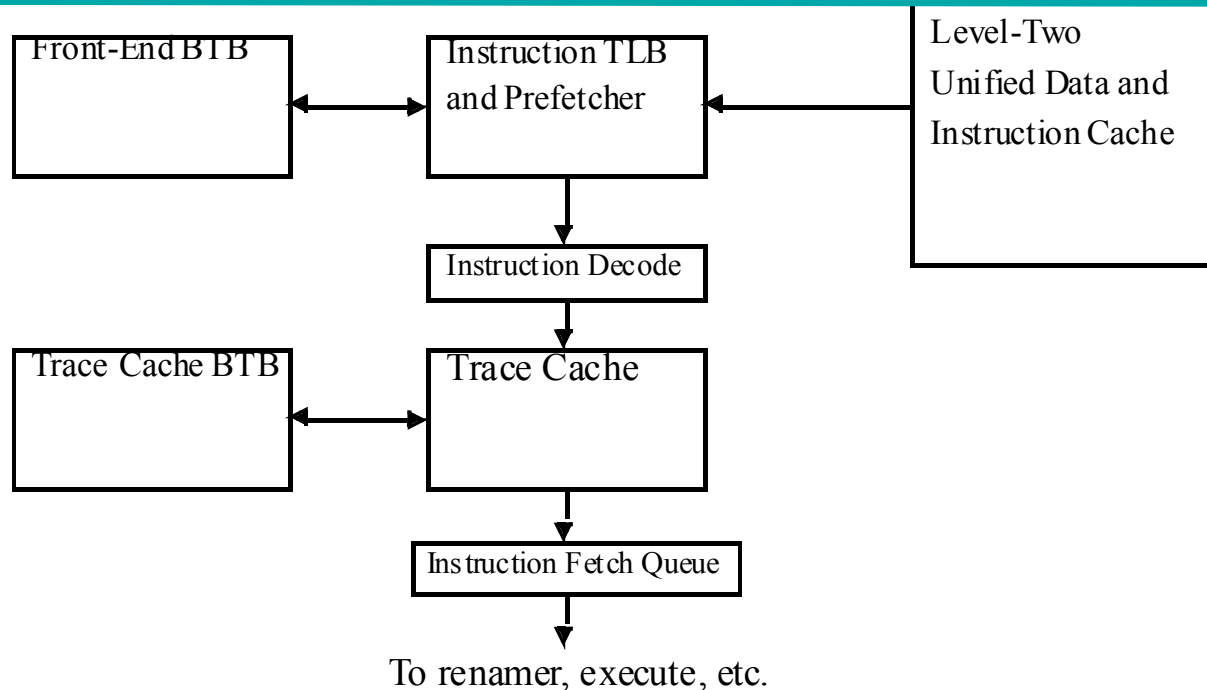 Front-End BTB
Instruction TLB
and Prefetcher
Level-Two
Unified Data and
Instruction Cache
Instruction Decode
Trace Cache BTB
Trace Cache
Instruction Fetch Queue
To renamer, execute, etc.